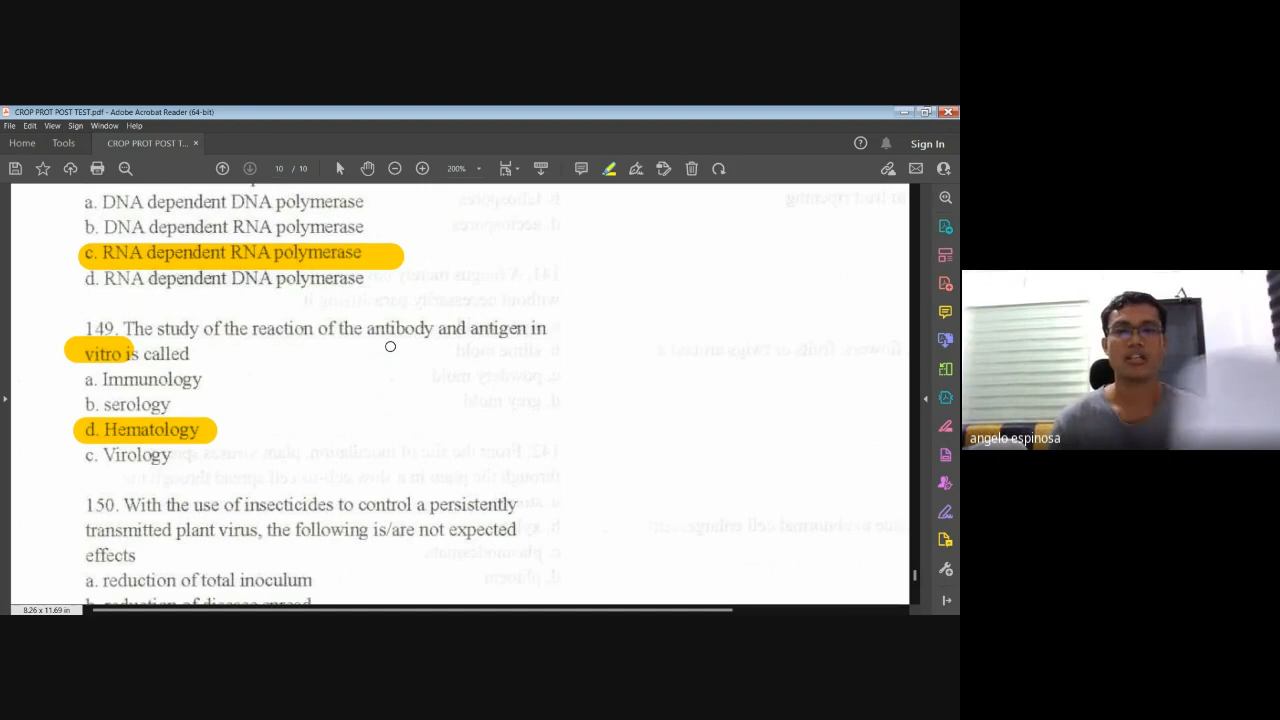 CROP PROT POST TEST.pdf - Adobe Acrobat Reader (64-bit)
File Edit View Sign Window Help
Home Tools CROP PROT POST T... × Sign In
10 / 10 200%
a. DNA dependent DNA polymerase
b. DNA dependent RNA polymerase
c. RNA dependent RNA polymerase
d. RNA dependent DNA polymerase
149. The study of the reaction of the antibody and antigen in
vitro is called
a. Immunology
b. serology
d. Hematology
c. Virology
150. With the use of insecticides to control a persistently
transmitted plant virus, the following is/are not expected
effects
a. reduction of total inoculum
b. reduction of disease spread
8.26 x 11.69 in
angelo espinosa